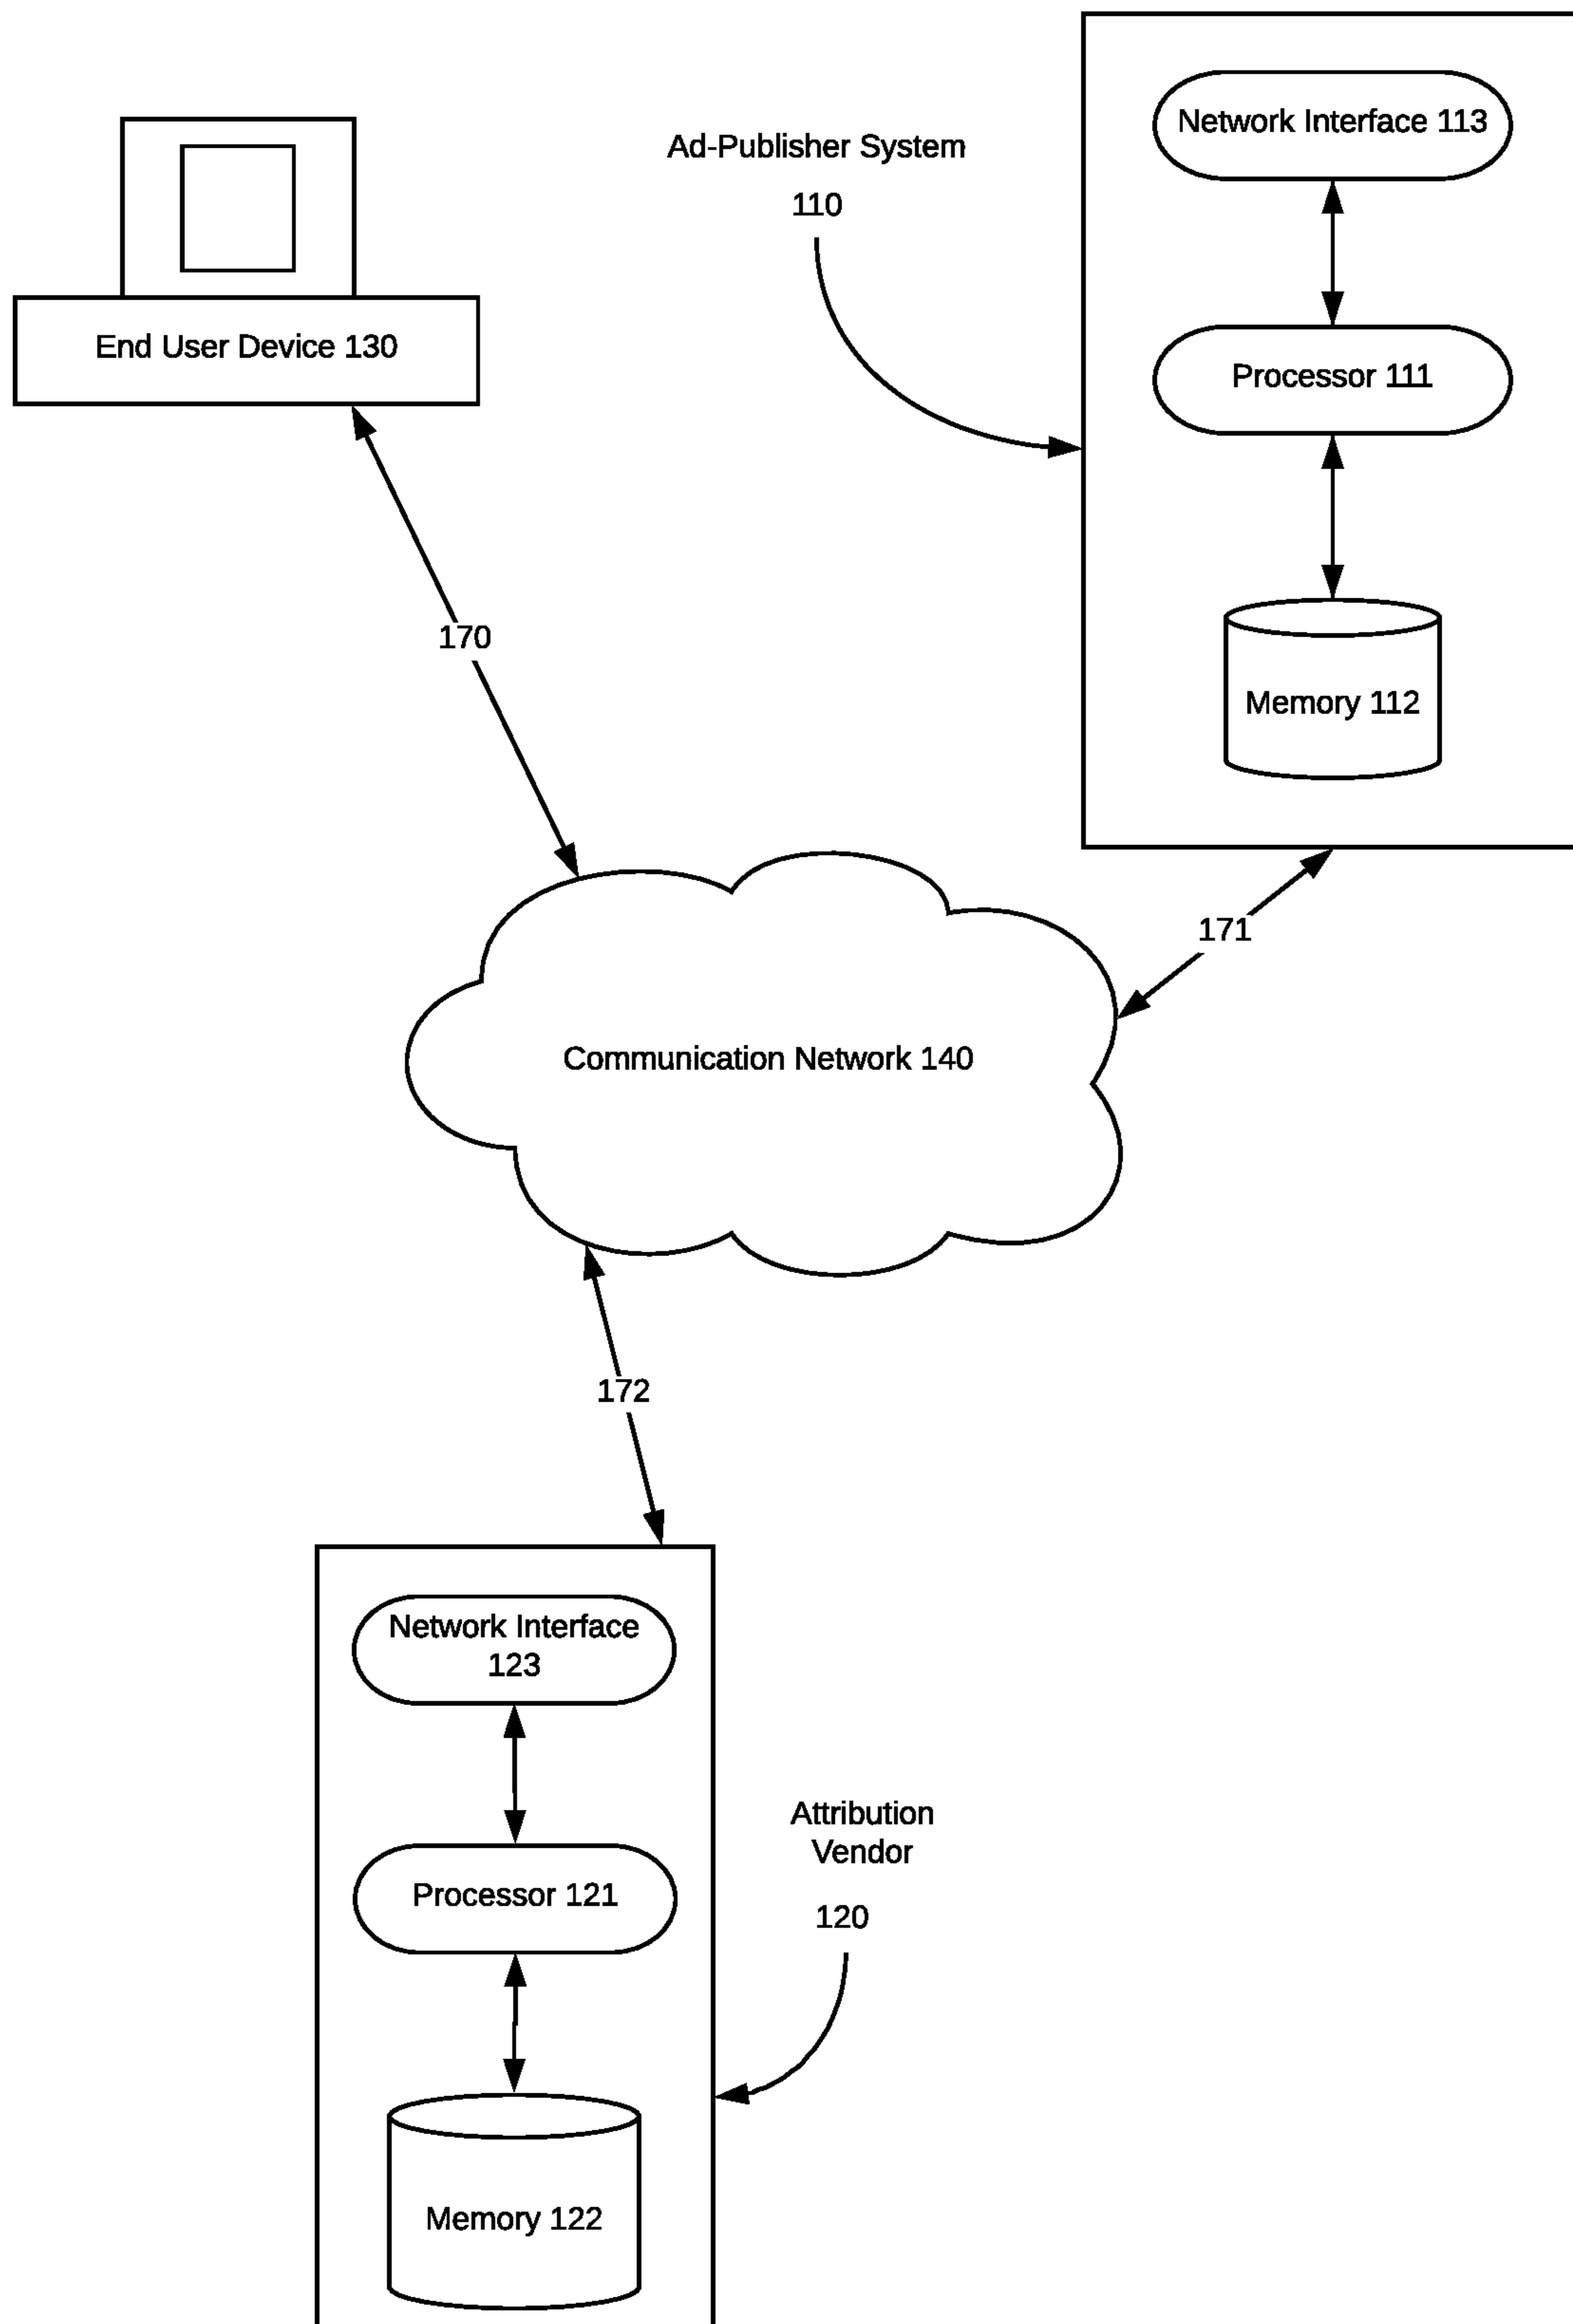 Network Interface 113
Ad-Publisher System
110
End User Device 130
Processor 111
170
Memory 112
171
Communication Network 140
172
Network Interface
123
Attribution
Vendor
Processor 121
120
Memory 122